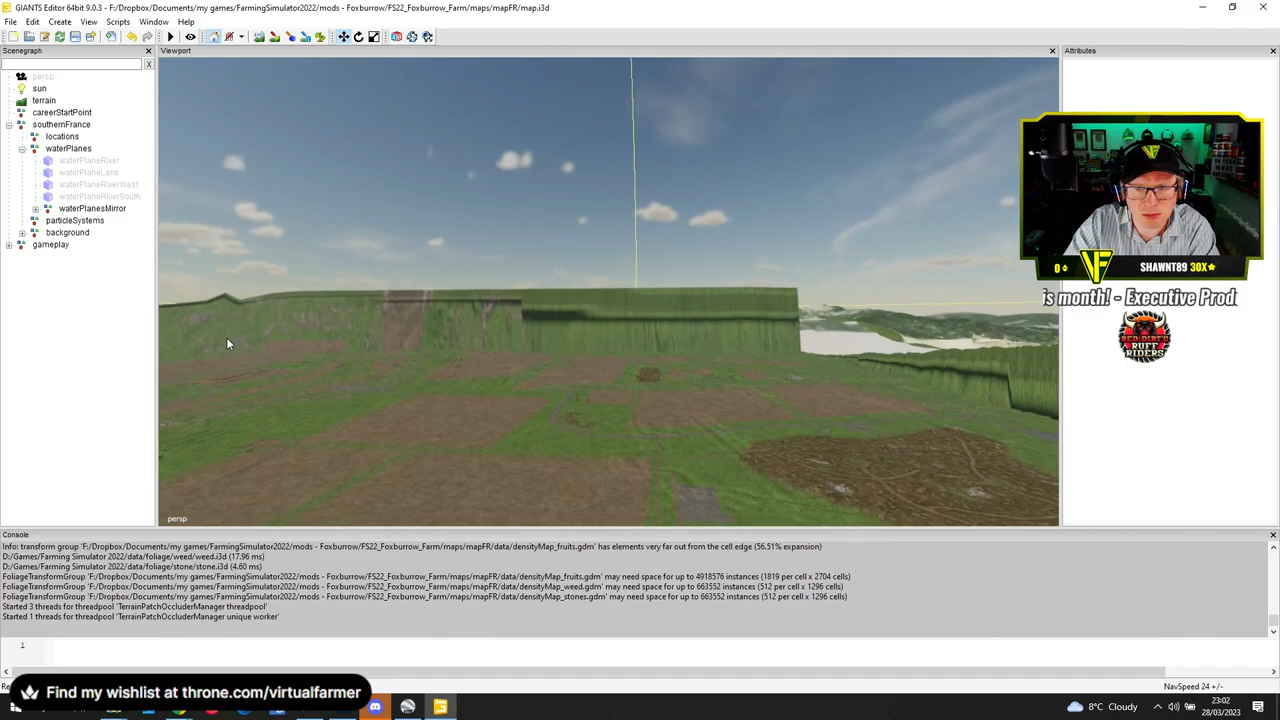 GIANTS Editor 64bit 9.0.3 - F:/Dropbox/Documents/my games/FarmingSimulator2022/mods - Foxburrow/FS22_Foxburrow_Farm/maps/mapFR/map.i3d
File Edit Create View Scripts Window Help
Scenegraph
Viewport
Attributes
X
persp
sun
terrain
careerStartPoint
southernFrance
locations
waterPlanes
waterPlaneRiver
waterPlaneLake
waterPlaneRiverWest
waterPlaneRiverSouth
waterPlanesMirror
particleSystems
background
gameplay
VF
0
VF
SHAWNT89 30X
is month! - Executive Prod
RED DIRT
RUFF
RIDERS
persp
Console
Info: transform group 'F:/Dropbox/Documents/my games/FarmingSimulator2022/mods - Foxburrow/FS22_Foxburrow_Farm/maps/mapFR/data/densityMap_fruits.gdm' has elements very far out from the cell edge (56.51% expansion)
D:/Games/Farming Simulator 2022/data/foliage/weed/weed.i3d (17.96 ms)
D:/Games/Farming Simulator 2022/data/foliage/stone/stone.i3d (4.60 ms)
FoliageTransformGroup 'F:/Dropbox/Documents/my games/FarmingSimulator2022/mods - Foxburrow/FS22_Foxburrow_Farm/maps/mapFR/data/densityMap_fruits.gdm' may need space for up to 4918576 instances (1819 per cell x 2704 cells)
FoliageTransformGroup 'F:/Dropbox/Documents/my games/FarmingSimulator2022/mods - Foxburrow/FS22_Foxburrow_Farm/maps/mapFR/data/densityMap_weed.gdm' may need space for up to 663552 instances (512 per cell x 1296 cells)
FoliageTransformGroup 'F:/Dropbox/Documents/my games/FarmingSimulator2022/mods - Foxburrow/FS22_Foxburrow_Farm/maps/mapFR/data/densityMap_stones.gdm' may need space for up to 663552 instances (512 per cell x 1296 cells)
Started 3 threads for threadpool 'TerrainPatchOccluderManager threadpool'
Started 1 threads for threadpool 'TerrainPatchOccluderManager unique worker'
1
Re
NavSpeed 24 +/-
Find my wishlist at throne.com/virtualfarmer
8°C Cloudy
23:02
28/03/2023